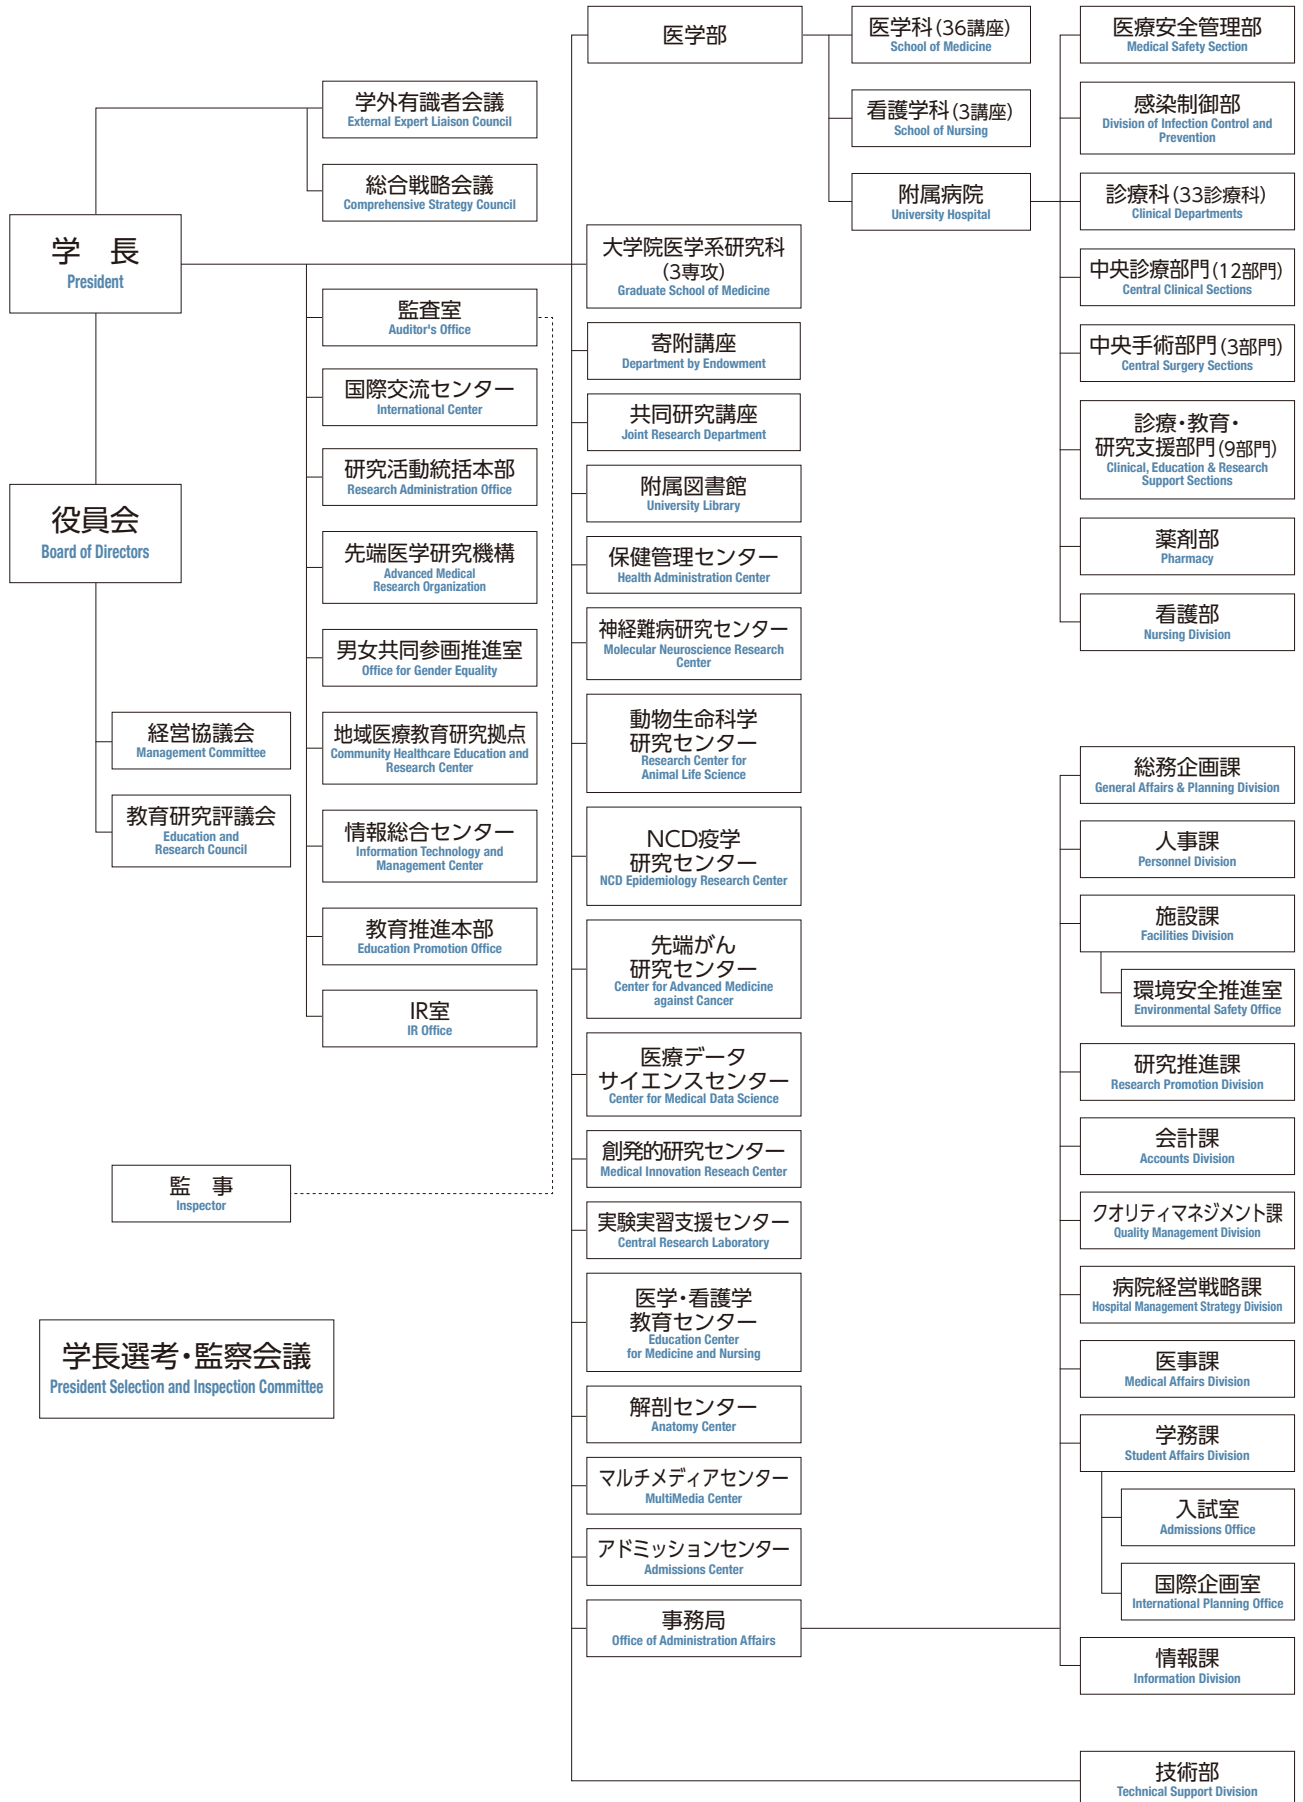 学 長
President
役員会
Board of Directors
経営協議会
Management Committee
教育研究評議会
Education and
Research Council
監 事
Inspector
学長選考・監察会議
President Selection and Inspection Committee
学外有識者会議
External Expert Liaison Council
総合戦略会議
Comprehensive Strategy Council
監査室
Auditor's Office
国際交流センター
International Center
研究活動統括本部
Research Administration Office
先端医学研究機構
Advanced Medical
Research Organization
男女共同参画推進室
Office for Gender Equality
地域医療教育研究拠点
Community Healthcare Education and
Research Center
情報総合センター
Information Technology and
Management Center
教育推進本部
Education Promotion Office
IR室
IR Office
医学部
大学院医学系研究科
(3専攻)
Graduate School of Medicine
寄附講座
Department by Endowment
共同研究講座
Joint Research Department
附属図書館
University Library
保健管理センター
Health Administration Center
神経難病研究センター
Molecular Neuroscience Research
Center
動物生命科学
研究センター
Research Center for
Animal Life Science
NCD疫学
研究センター
NCD Epidemiology Research Center
先端がん
研究センター
Center for Advanced Medicine
against Cancer
医療データ
サイエンスセンター
Center for Medical Data Science
創発的研究センター
Medical Innovation Reseach Center
実験実習支援センター
Central Research Laboratory
医学・看護学
教育センター
Education Center
for Medicine and Nursing
解剖センター
Anatomy Center
マルチメディアセンター
MultiMedia Center
アドミッションセンター
Admissions Center
事務局
Office of Administration Affairs
医学科(36講座)
School of Medicine
看護学科(3講座)
School of Nursing
附属病院
University Hospital
医療安全管理部
Medical Safety Section
感染制御部
Division of Infection Control and
Prevention
診療科(33診療科)
Clinical Departments
中央診療部門(12部門)
Central Clinical Sections
中央手術部門(3部門)
Central Surgery Sections
診療・教育・
研究支援部門(9部門)
Clinical, Education & Research
Support Sections
薬剤部
Pharmacy
看護部
Nursing Division
総務企画課
General Affairs & Planning Division
人事課
Personnel Division
施設課
Facilities Division
環境安全推進室
Environmental Safety Office
研究推進課
Research Promotion Division
会計課
Accounts Division
クオリティマネジメント課
Quality Management Division
病院経営戦略課
Hospital Management Strategy Division
医事課
Medical Affairs Division
学務課
Student Affairs Division
入試室
Admissions Office
国際企画室
International Planning Office
情報課
Information Division
技術部
Technical Support Division